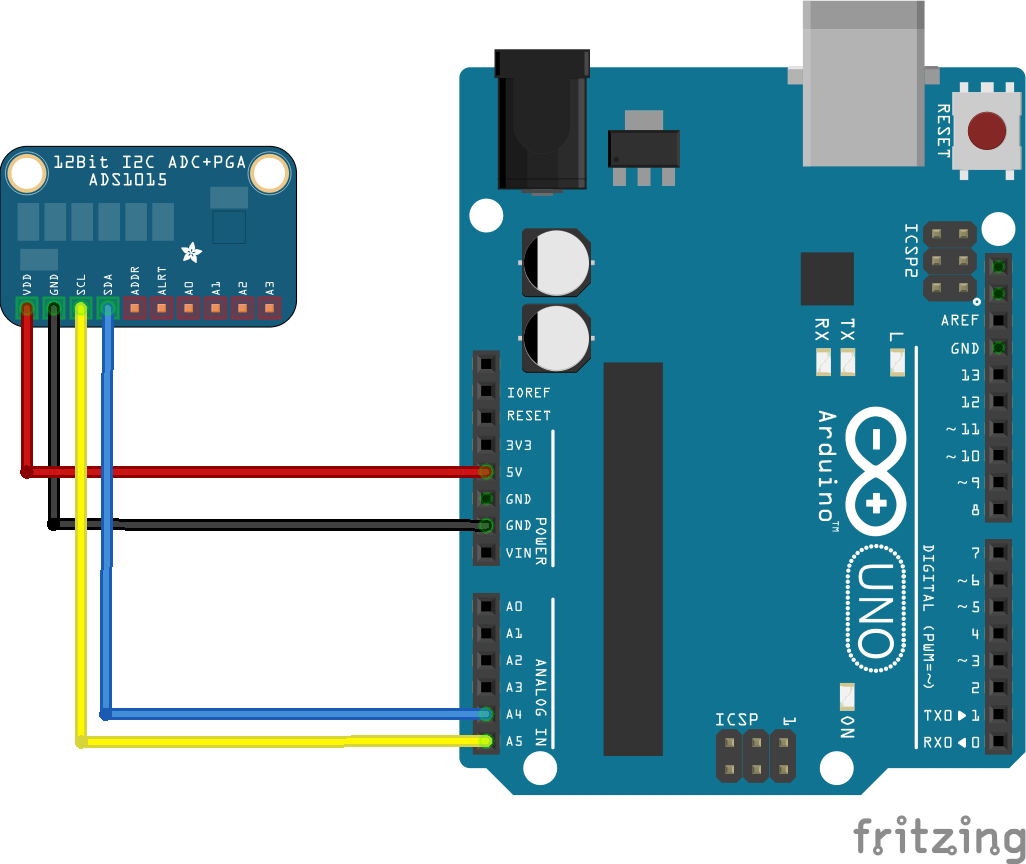 12Bit I2C ADC+PGA
ADS1015
VDD
GND
SCL
SDA
ADDR
ALRT
A0
A1
A2
A3
RESET
ICSP2
AREF
GND
13
12
~11
~10
~9
8
7
~6
~5
4
~3
2
TX0▶1
RX0◀0
DIGITAL (PWM=~)
RX
TX
L
Arduino™
UNO
ON
IOREF
RESET
3V3
5V
GND
GND
VIN
POWER
A0
A1
A2
A3
A4
A5
ANALOG IN
ICSP
1
fritzing